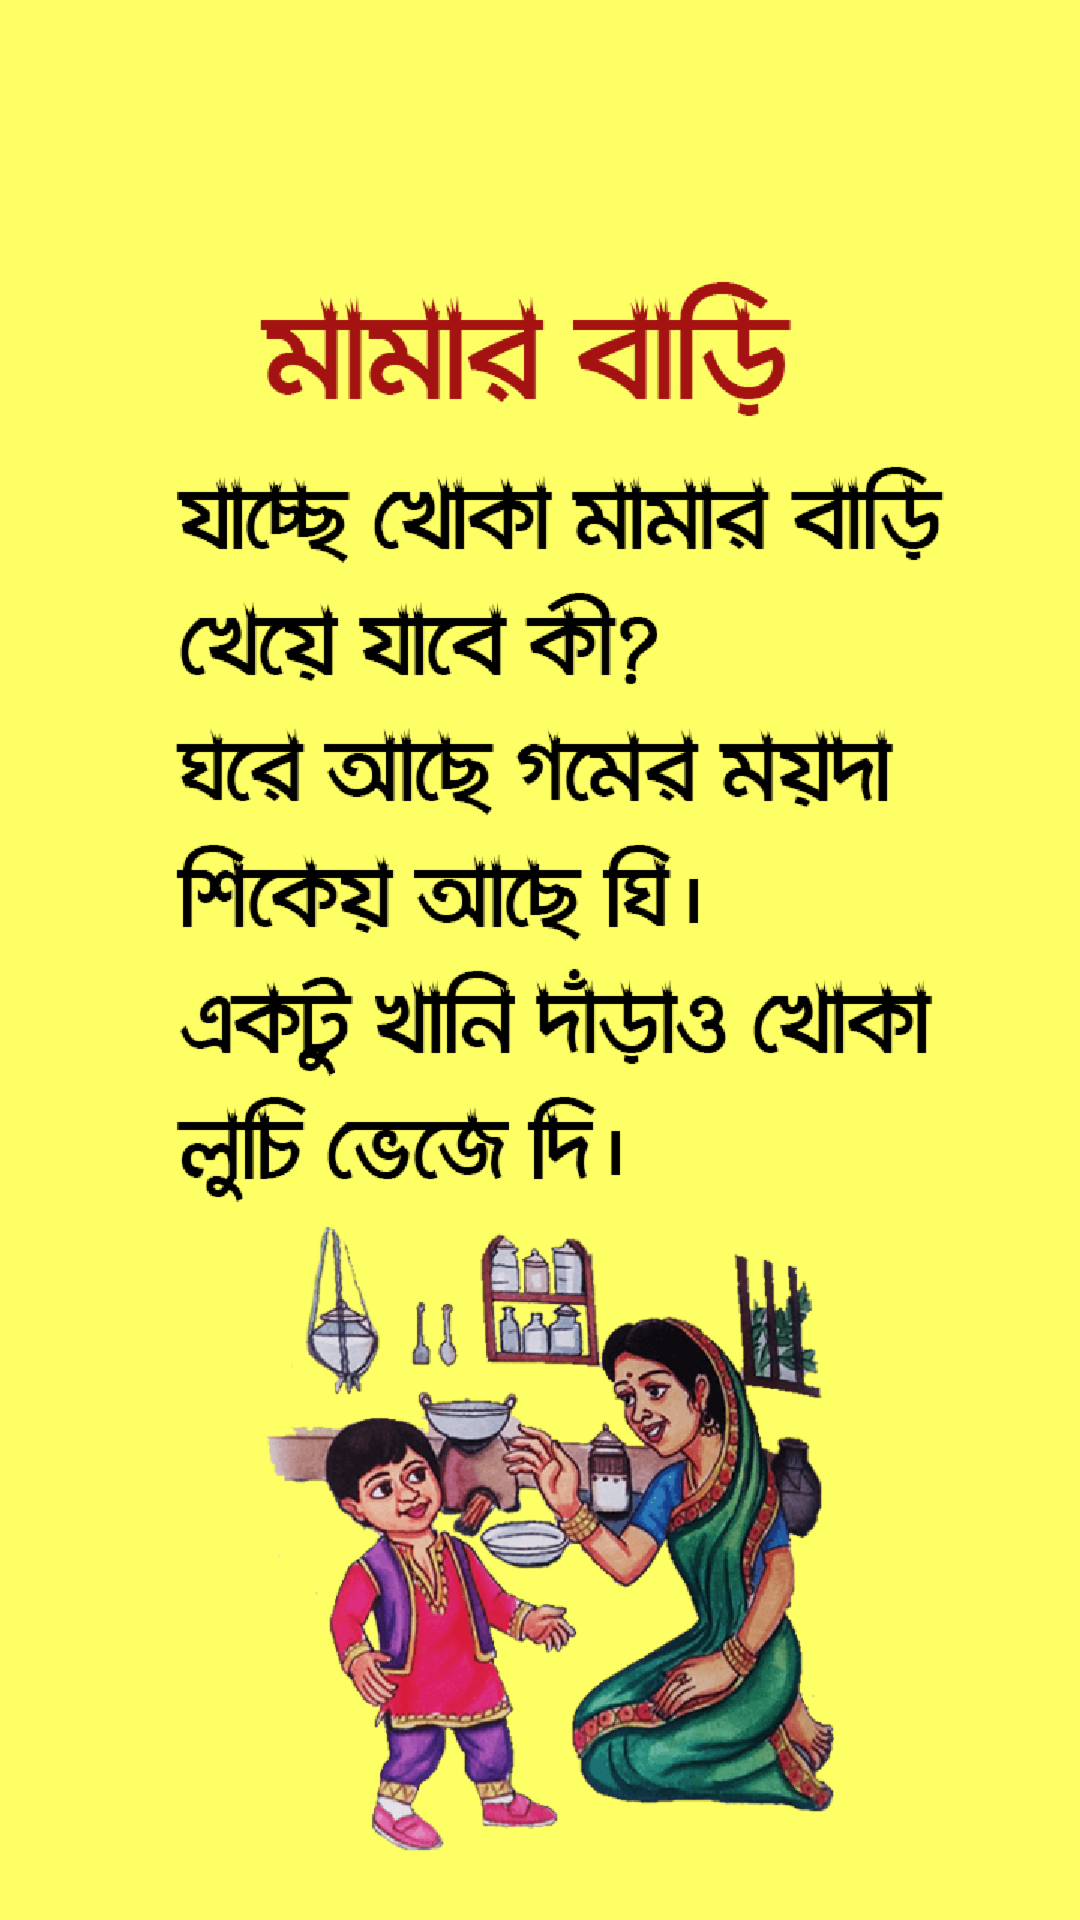 মামার বাড়ি
যাচ্ছে খোকা মামার বাড়ি
খেয়ে যাবে কী?
ঘরে আছে গমের ময়দা
শিকেয় আছে ঘি।
একটু খানি দাঁড়াও খোকা
লুচি ভেজে দি।